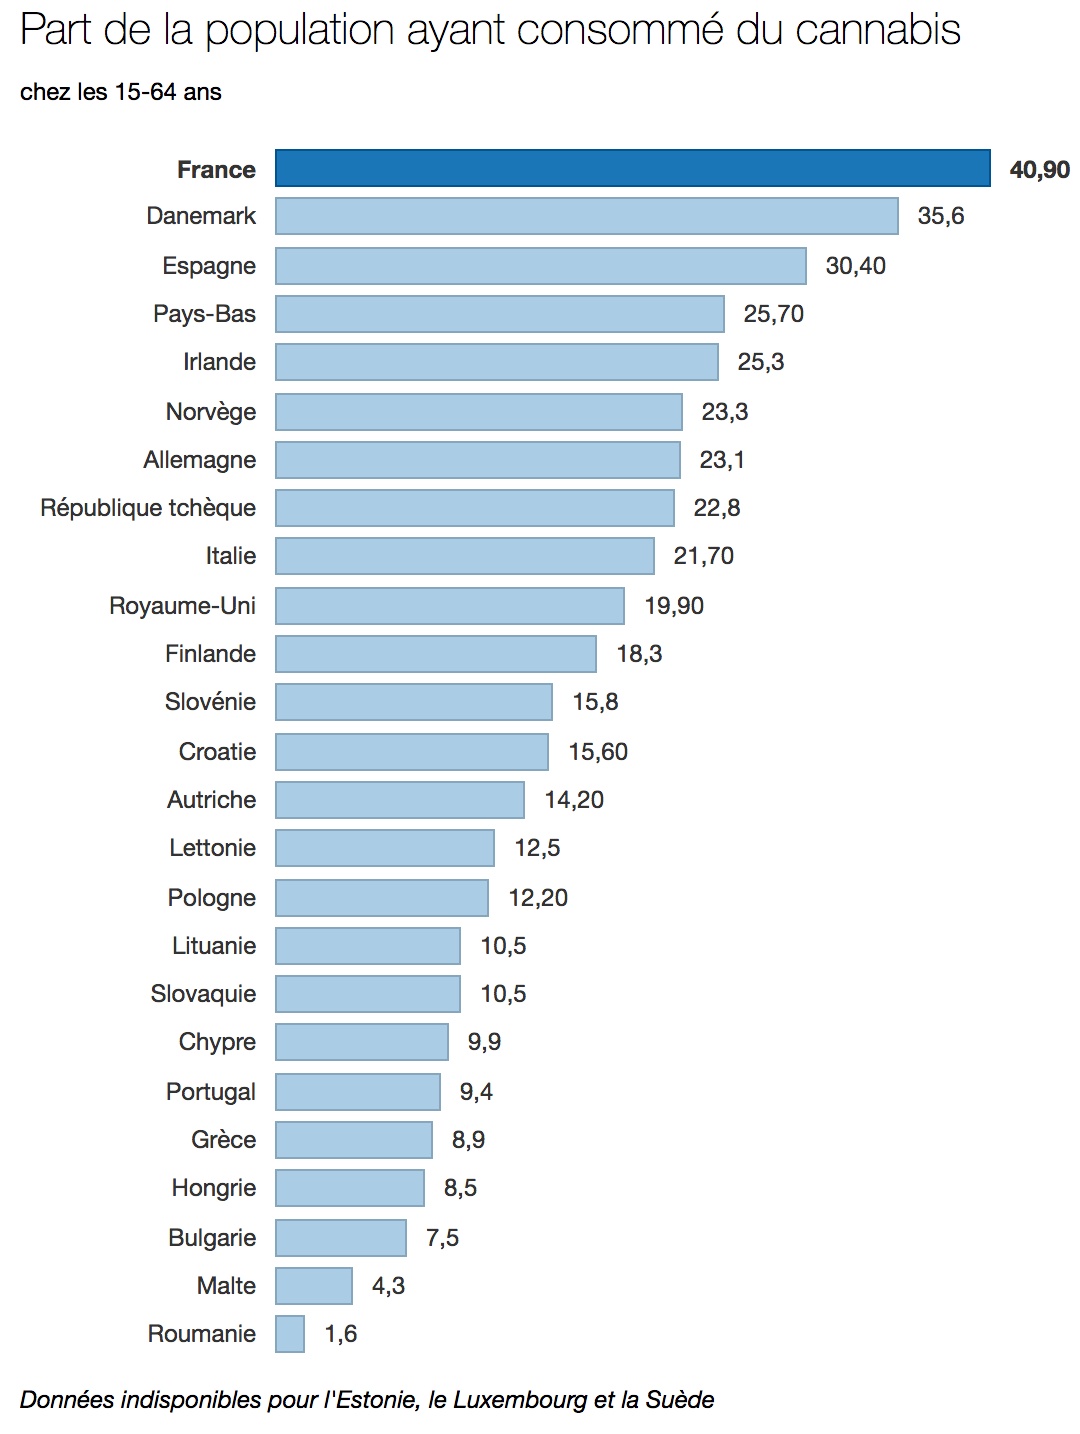 Part de la population ayant consommé du cannabis
chez les 15-64 ans
France 40,90
Danemark 35,6
Espagne 30,40
Pays-Bas 25,70
Irlande 25,3
Norvège 23,3
Allemagne 23,1
République tchèque 22,8
Italie 21,70
Royaume-Uni 19,90
Finlande 18,3
Slovénie 15,8
Croatie 15,60
Autriche 14,20
Lettonie 12,5
Pologne 12,20
Lituanie 10,5
Slovaquie 10,5
Chypre 9,9
Portugal 9,4
Grèce 8,9
Hongrie 8,5
Bulgarie 7,5
Malte 4,3
Roumanie 1,6
Données indisponibles pour l'Estonie, le Luxembourg et la Suède